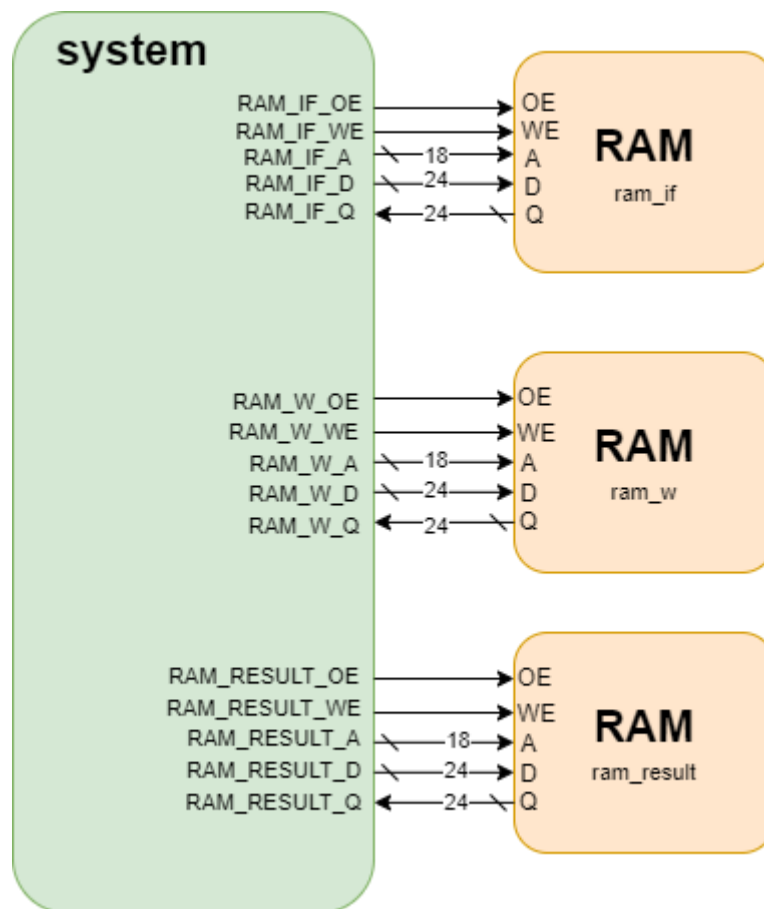 system
RAM_IF_OE
RAM_IF_WE
RAM_IF_A
RAM_IF_D
RAM_IF_Q
18
24
24
OE
WE
A
D
Q
RAM
ram_if
RAM_W_OE
RAM_W_WE
RAM_W_A
RAM_W_D
RAM_W_Q
18
24
24
OE
WE
A
D
Q
RAM
ram_w
RAM_RESULT_OE
RAM_RESULT_WE
RAM_RESULT_A
RAM_RESULT_D
RAM_RESULT_Q
18
24
24
OE
WE
A
D
Q
RAM
ram_result